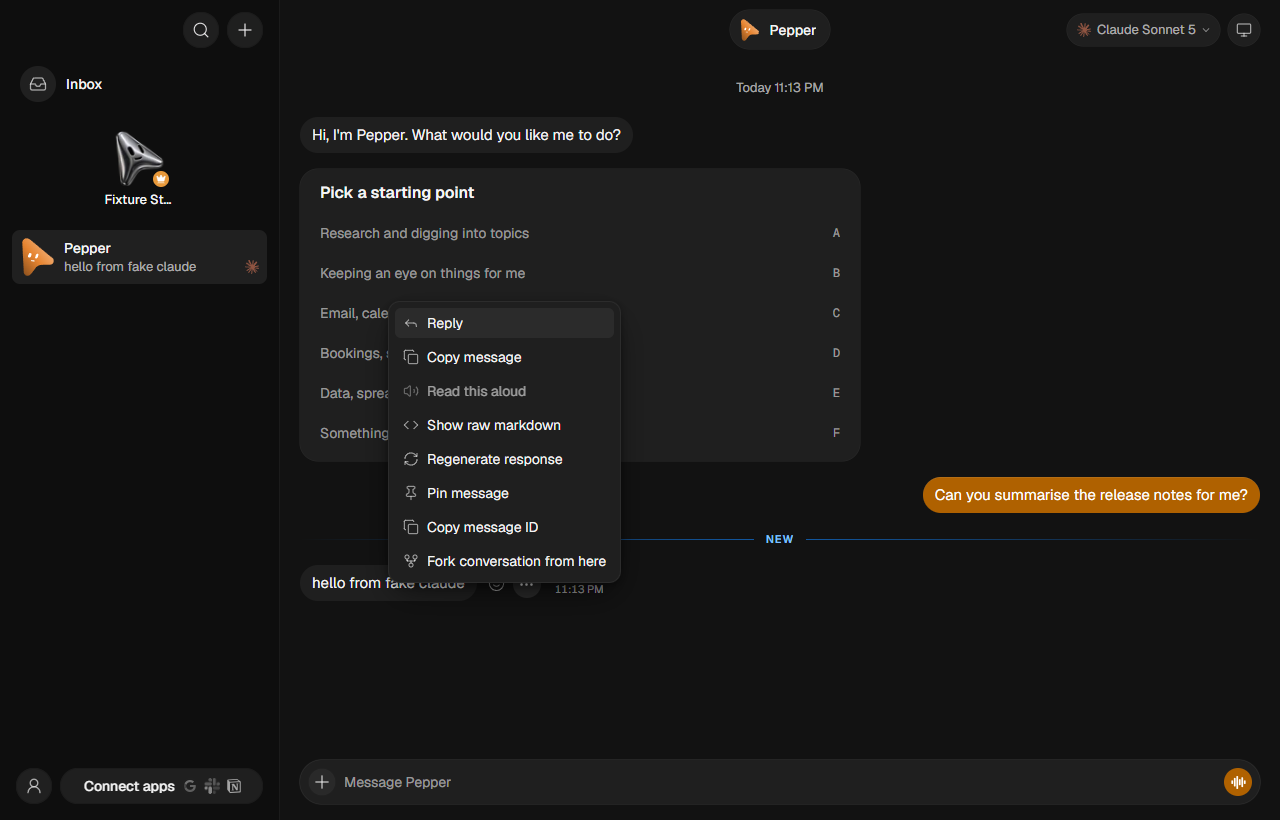 Pepper
Claude Sonnet 5
Inbox
Today 11:13 PM
Hi, I'm Pepper. What would you like me to do?
Fixture St...
Pick a starting point
Research and digging into topics A
Pepper
hello from fake claude
Keeping an eye on things for me B
Email, C
Bookings, D
Data, E
Something F
Reply
Copy message
Read this aloud
Show raw markdown
Regenerate response
Pin message
Copy message ID
Fork conversation from here
Can you summarise the release notes for me?
NEW
hello from fake claude
11:13 PM
Connect apps
Message Pepper